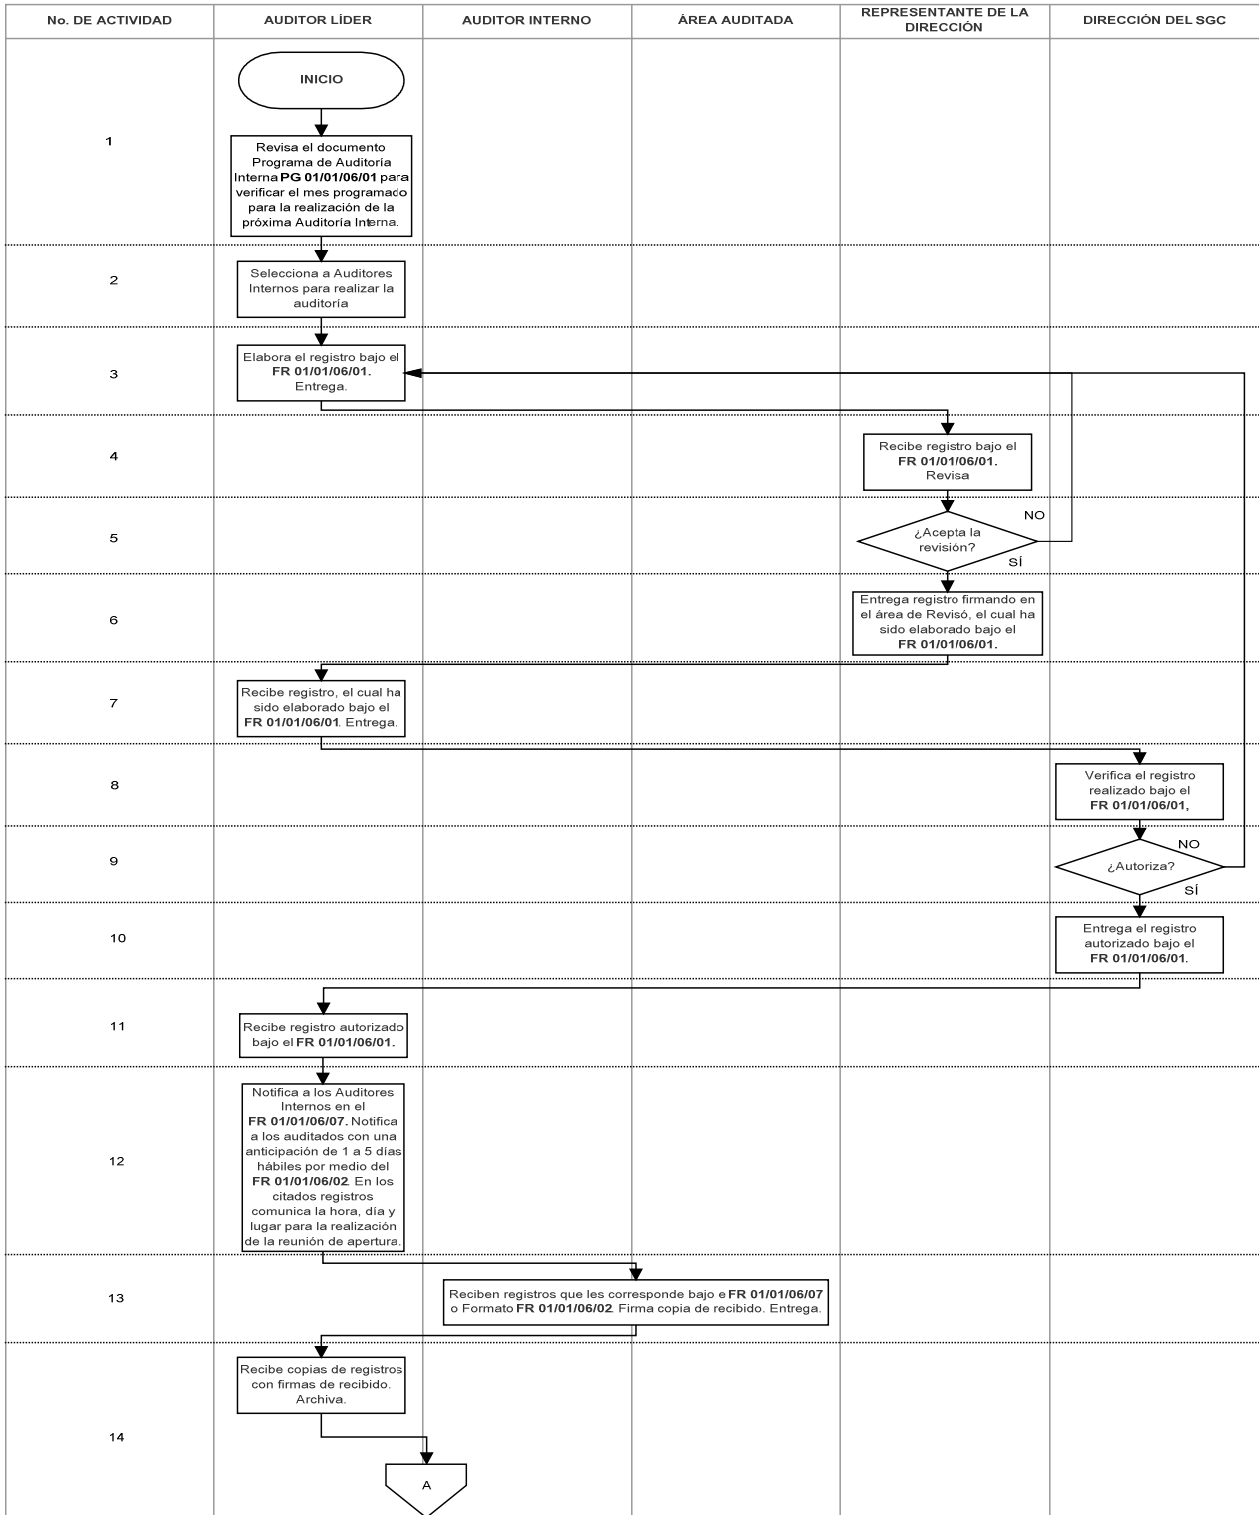 No. DE ACTIVIDAD
AUDITOR LÍDER
AUDITOR INTERNO
ÁREA AUDITADA
REPRESENTANTE DE LA
DIRECCIÓN
DIRECCIÓN DEL SGC
INICIO
1
Revisa el documento
Programa de Auditoría
Interna PG 01/01/06/01 para
verificar el mes programado
para la realización de la
próxima Auditoría Interna.
2
Selecciona a Auditores
Internos para realizar la
auditoría
3
Elabora el registro bajo el
FR 01/01/06/01.
Entrega.
4
Recibe registro bajo el
FR 01/01/06/01.
Revisa
5
¿Acepta la
revisión?
NO
SÍ
6
Entrega registro firmando en
el área de Revisó, el cual ha
sido elaborado bajo el
FR 01/01/06/01.
7
Recibe registro, el cual ha
sido elaborado bajo el
FR 01/01/06/01. Entrega.
8
Verifica el registro
realizado bajo el
FR 01/01/06/01,
9
¿Autoriza?
NO
SÍ
10
Entrega el registro
autorizado bajo el
FR 01/01/06/01.
11
Recibe registro autorizado
bajo el FR 01/01/06/01.
12
Notifica a los Auditores
Internos en el
FR 01/01/06/07. Notifica
a los auditados con una
anticipación de 1 a 5 días
hábiles por medio del
FR 01/01/06/02. En los
citados registros
comunica la hora, día y
lugar para la realización
de la reunión de apertura.
13
Reciben registros que les corresponde bajo e FR 01/01/06/07
o Formato FR 01/01/06/02. Firma copia de recibido. Entrega.
14
Recibe copias de registros
con firmas de recibido.
Archiva.
A